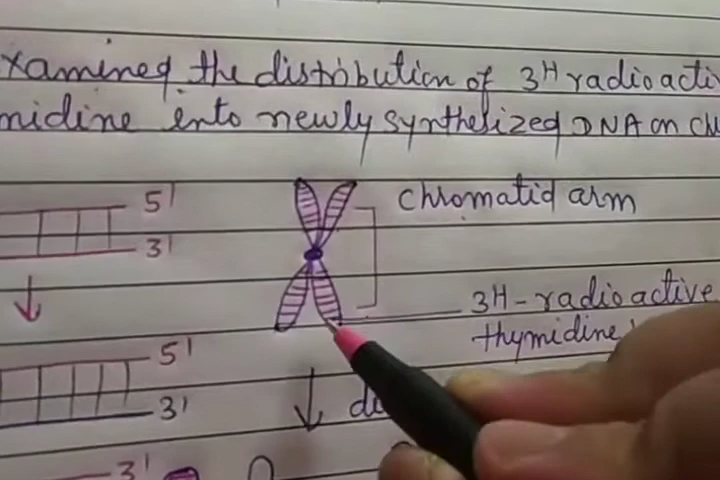 xamined the distribution of 3H radioacti
midine into newly synthesized DNA on ch
5'
3'
chromatid arm
3H-radioactive
thymidine
5'
3'
3'